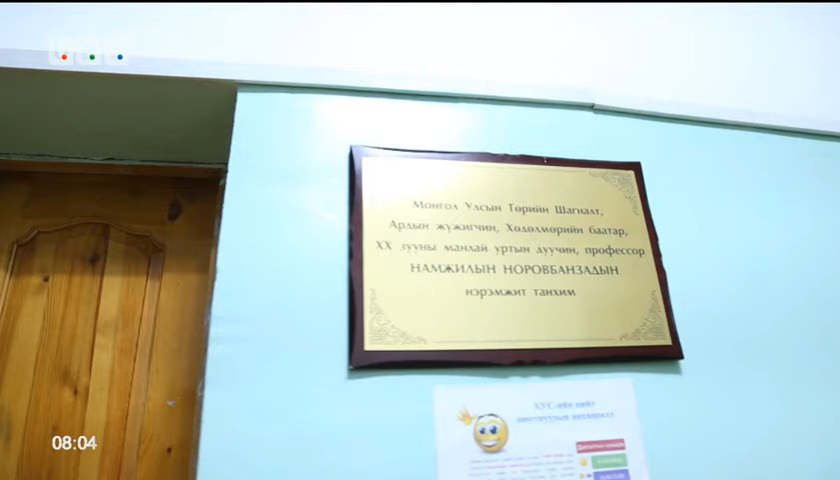 Монгол Улсын Төрийн Шагналт,
Ардын жүжигчин, Хөдөлмөрийн баатар,
XX зууны манлай уртын дуучин, профессор
НАМЖИЛЫН НОРОВБАНЗАДЫН
нэрэмжит танхим
08:04